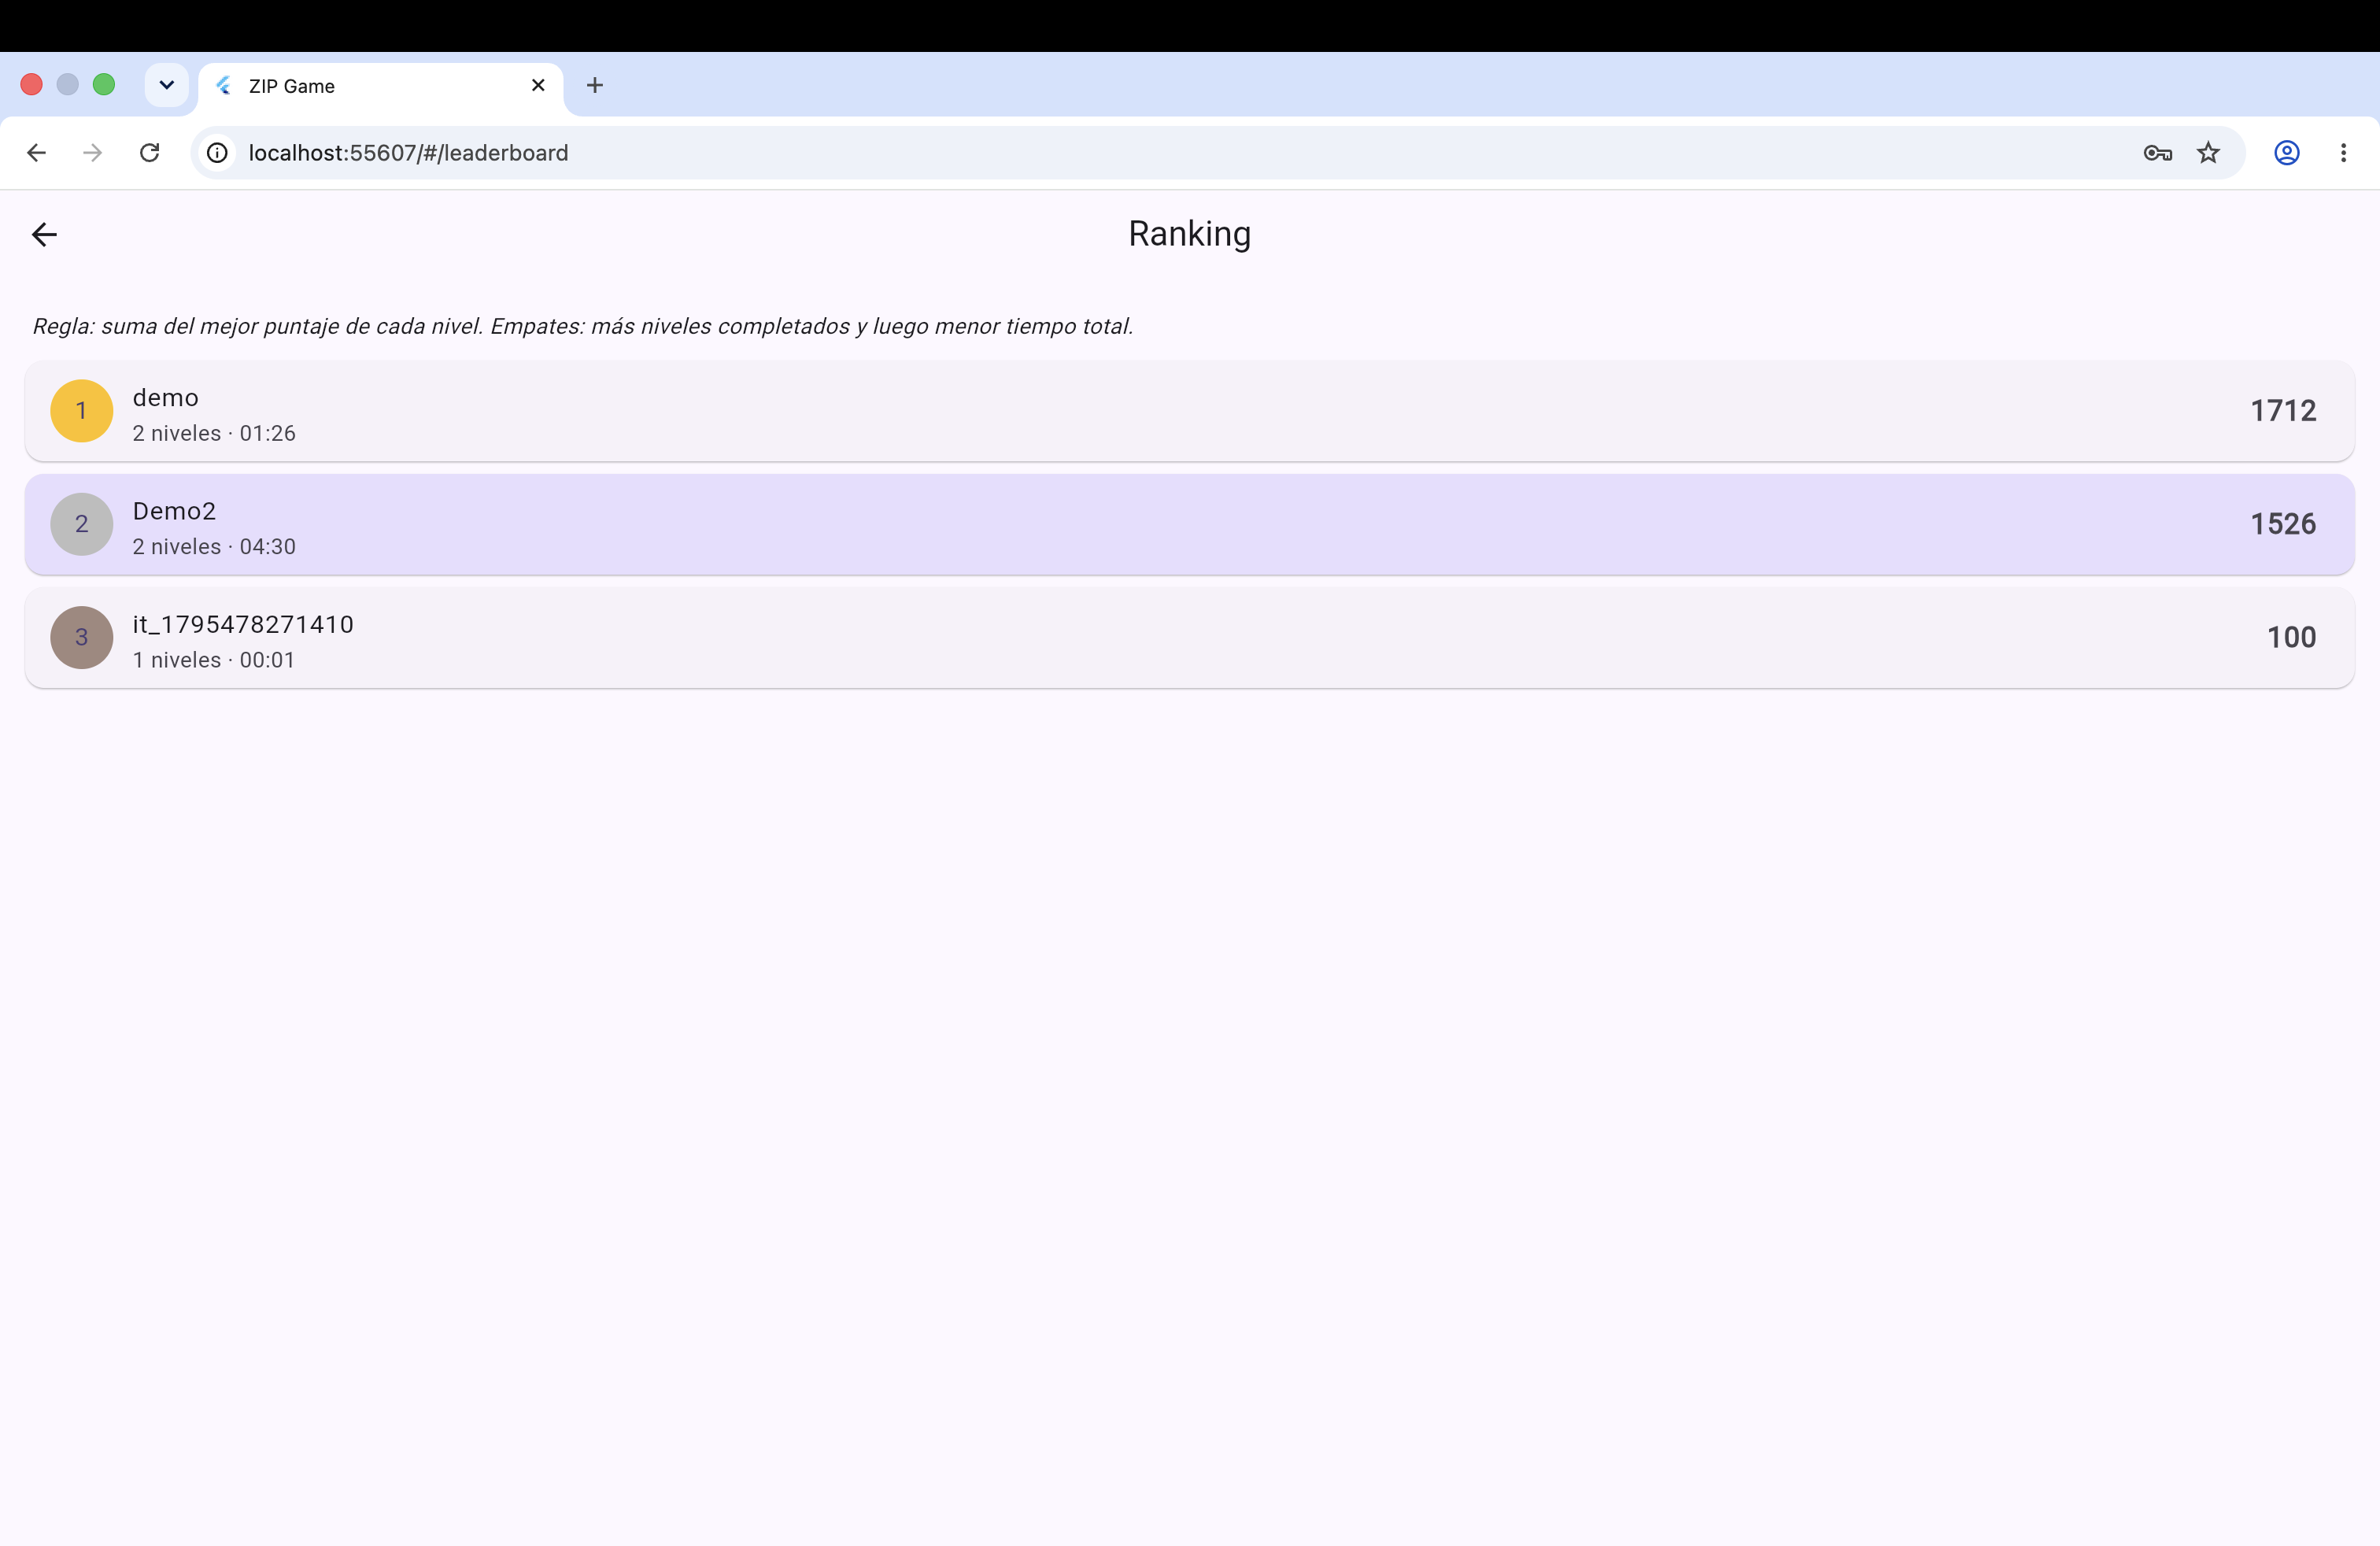 ZIP Game
localhost:55607/#/leaderboard
Ranking
Regla: suma del mejor puntaje de cada nivel. Empates: más niveles completados y luego menor tiempo total.
1
demo
2 niveles · 01:26
1712
2
Demo2
2 niveles · 04:30
1526
3
it_1795478271410
1 niveles · 00:01
100